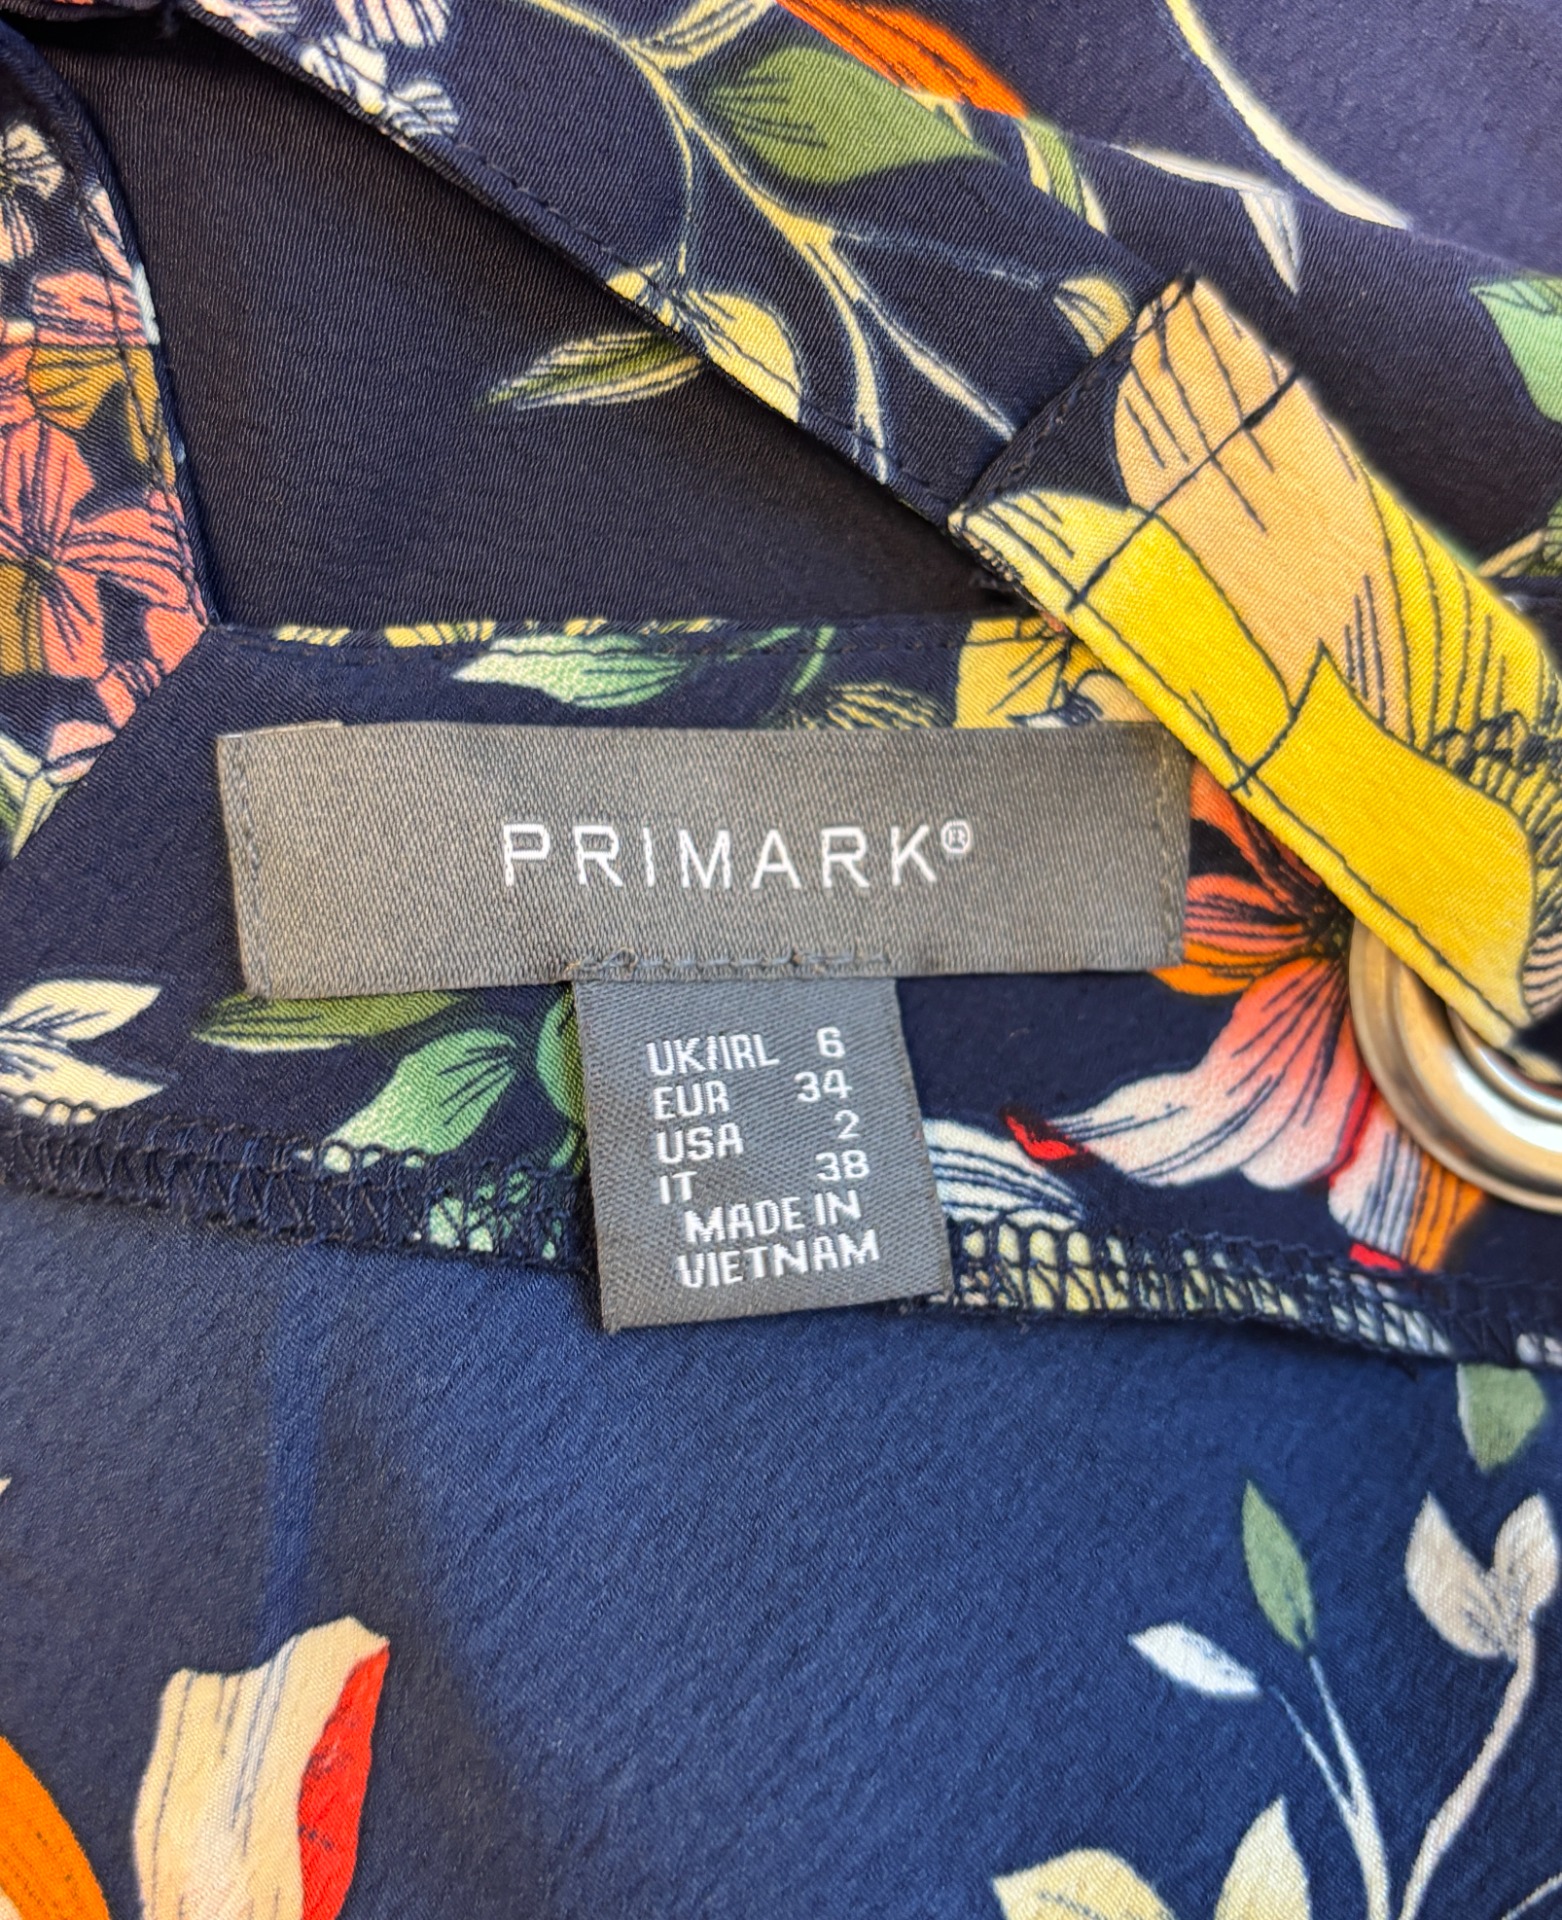 PRIMARK®
UK/IRL 6
EUR 34
USA 2
IT 38
MADE IN
VIETNAM